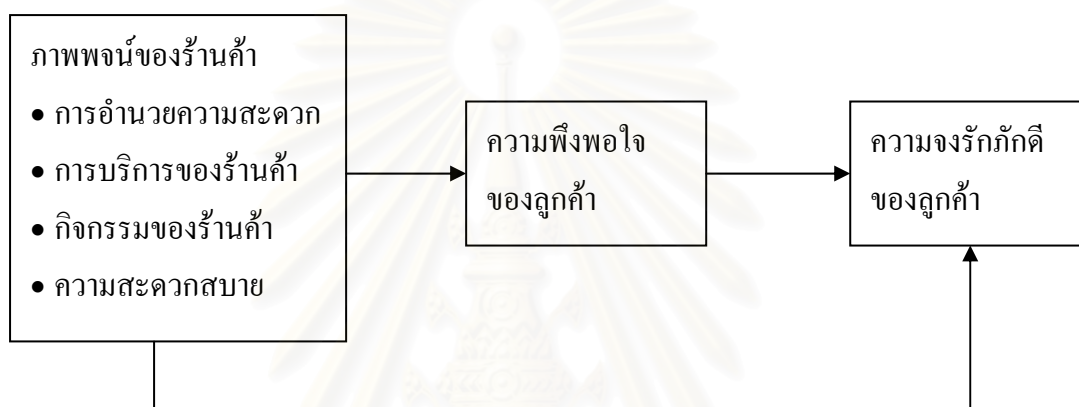 ภาพพจน์ของร้านค้า
• การอำนวยความสะดวก
• การบริการของร้านค้า
• กิจกรรมของร้านค้า
• ความสะดวกสบาย
ความพึงพอใจ
ของลูกค้า
ความจงรักภักดี
ของลูกค้า